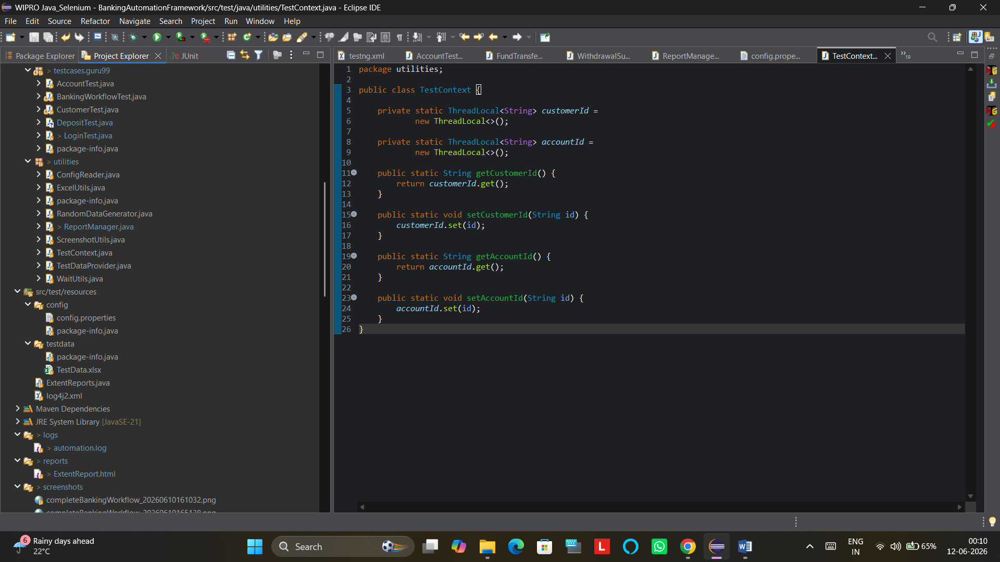 WIPRO Java_Selenium - BankingAutomationFramework/src/test/java/utilities/TestContext.java - Eclipse IDE
File Edit Source Refactor Navigate Search Project Run Window Help
Package Explorer Project Explorer JUnit
testng.xml AccountTest... FundTransfe... WithdrawalSu... ReportManage... config.prope... TestContext... 19
> testcases.guru99
AccountTest.java
BankingWorkflowTest.java
CustomerTest.java
DepositTest.java
> LoginTest.java
package-info.java
> utilities
ConfigReader.java
ExcelUtils.java
package-info.java
RandomDataGenerator.java
> ReportManager.java
ScreenshotUtils.java
TestContext.java
TestDataProvider.java
WaitUtils.java
src/test/resources
config
config.properties
package-info.java
testdata
package-info.java
TestData.xlsx
ExtentReports.java
log4j2.xml
Maven Dependencies
JRE System Library [JavaSE-21]
> logs
> automation.log
> reports
> ExtentReport.html
> screenshots
completeBankingWorkflow_20260610161032.png
completeBankingWorkflow_20260610165138.png
1 package utilities;
2
3 public class TestContext {
4
5 private static ThreadLocal<String> customerId =
6 new ThreadLocal<>();
7
8 private static ThreadLocal<String> accountId =
9 new ThreadLocal<>();
10
11 public static String getCustomerId() {
12 return customerId.get();
13 }
14
15 public static void setCustomerId(String id) {
16 customerId.set(id);
17 }
18
19 public static String getAccountId() {
20 return accountId.get();
21 }
22
23 public static void setAccountId(String id) {
24 accountId.set(id);
25 }
26 }
6
Rainy days ahead
22°C
Search
L
ENG
IN
65%
00:10
12-06-2026